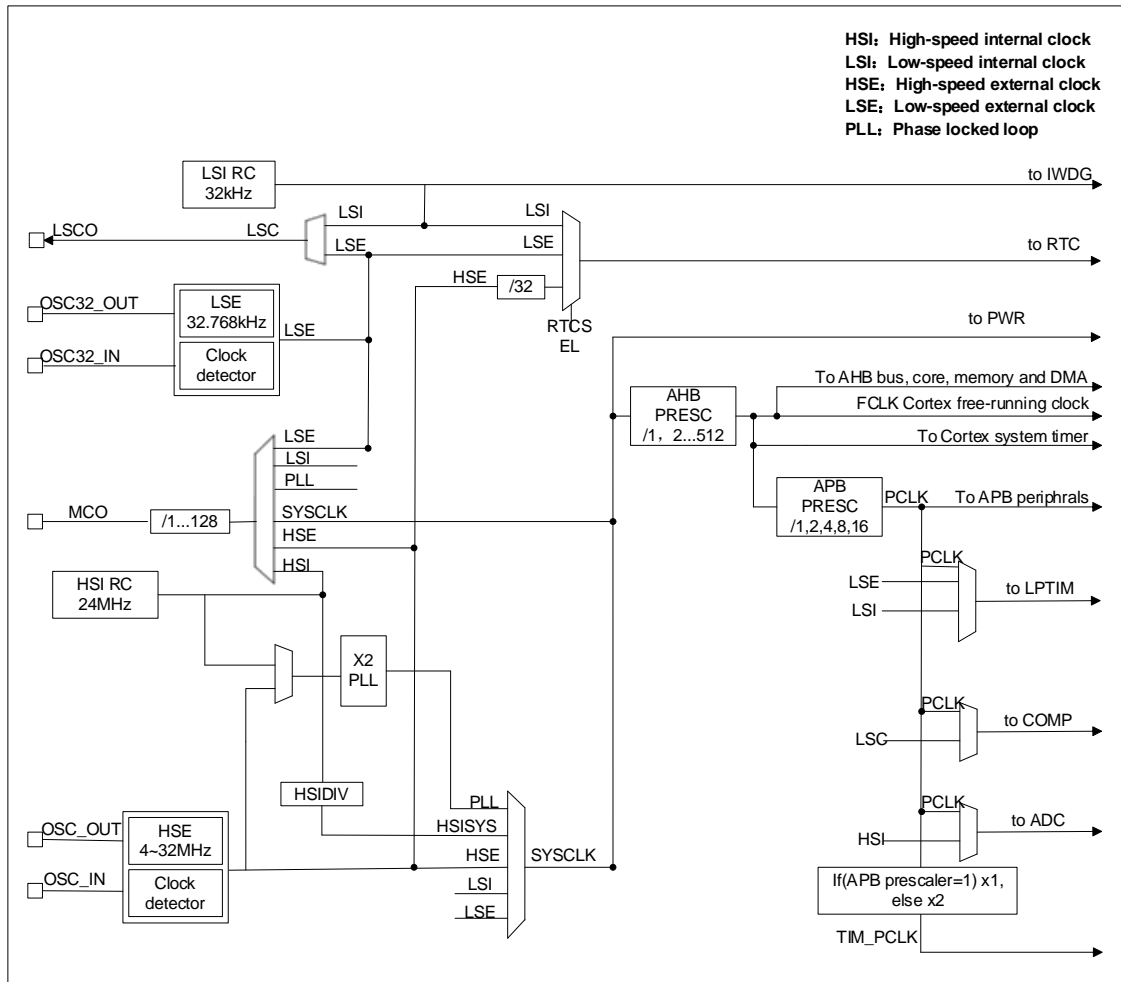 HSI：High-speed internal clock
LSI：Low-speed internal clock
HSE：High-speed external clock
LSE：Low-speed external clock
PLL：Phase locked loop
LSI RC
32kHz
to IWDG
LSCO
LSC
LSI
LSE
LSI
LSE
HSE
/32
to RTC
RTCS
EL
OSC32_OUT
OSC32_IN
LSE
32.768kHz
Clock
detector
LSE
to PWR
AHB
PRESC
/1，2...512
To AHB bus, core, memory and DMA
FCLK Cortex free-running clock
To Cortex system timer
APB
PRESC
/1,2,4,8,16
PCLK
To APB periphrals
MCO
/1...128
LSE
LSI
PLL
SYSCLK
HSE
HSI
HSI RC
24MHz
PCLK
LSE
LSI
to LPTIM
X2
PLL
PCLK
LSC
to COMP
HSIDIV
PLL
HSISYS
HSE
LSI
LSE
SYSCLK
PCLK
HSI
to ADC
OSC_OUT
OSC_IN
HSE
4~32MHz
Clock
detector
If(APB prescaler=1) x1,
else x2
TIM_PCLK